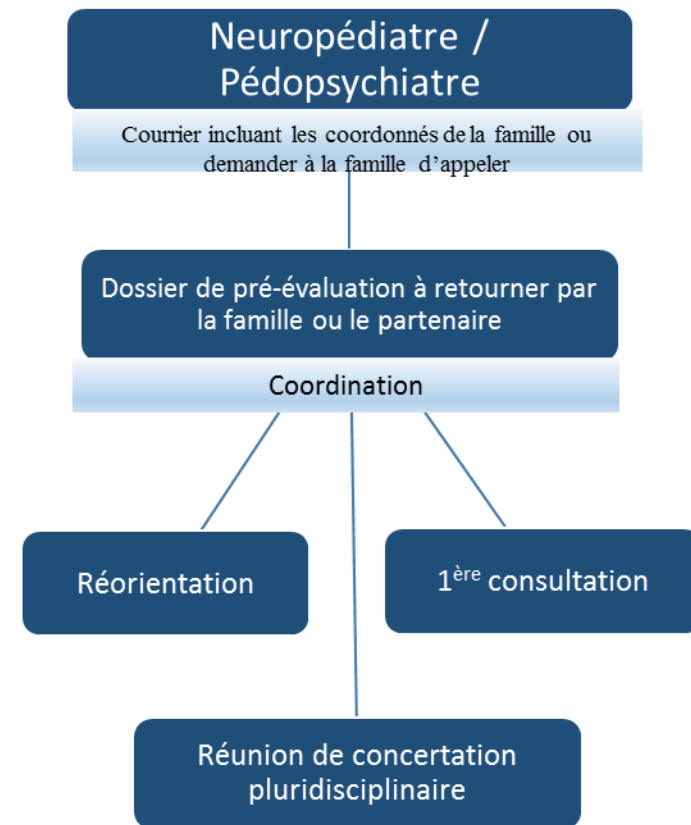 Neuropédiatre /
Pédopsychiatre
Courrier incluant les coordonnés de la famille ou
demander à la famille d’appeler
Dossier de pré-évaluation à retourner par
la famille ou le partenaire
Coordination
Réorientation
1ère consultation
Réunion de concertation
pluridisciplinaire